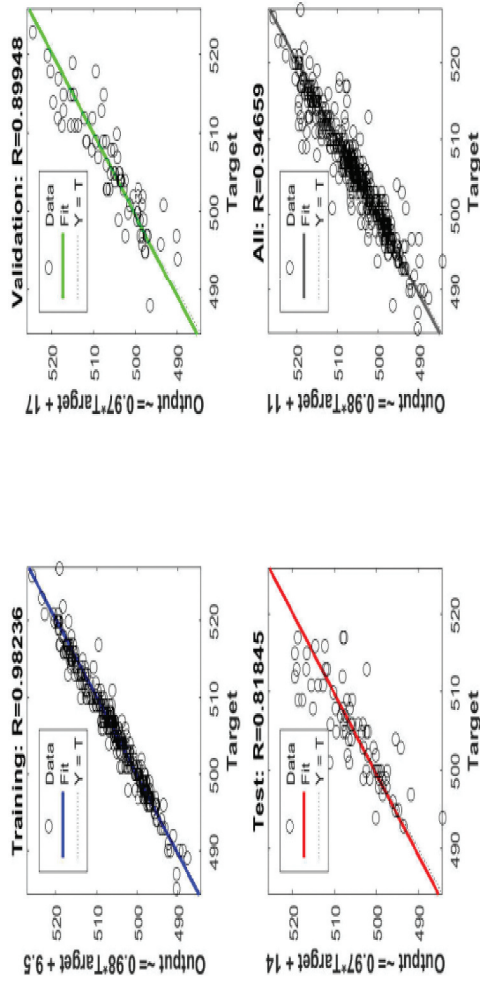 Training: R=0.98236
Output ~= 0.98*Target + 9.5
520
510
500
490
Data
Fit
Y = T
490
500
510
520
Target
Validation: R=0.89948
Output ~= 0.97*Target + 17
520
510
500
490
Data
Fit
Y = T
490
500
510
520
Target
Test: R=0.81845
Output ~= 0.97*Target + 14
520
510
500
490
Data
Fit
Y = T
490
500
510
520
Target
All: R=0.94659
Output ~= 0.98*Target + 11
520
510
500
490
Data
Fit
Y = T
490
500
510
520
Target